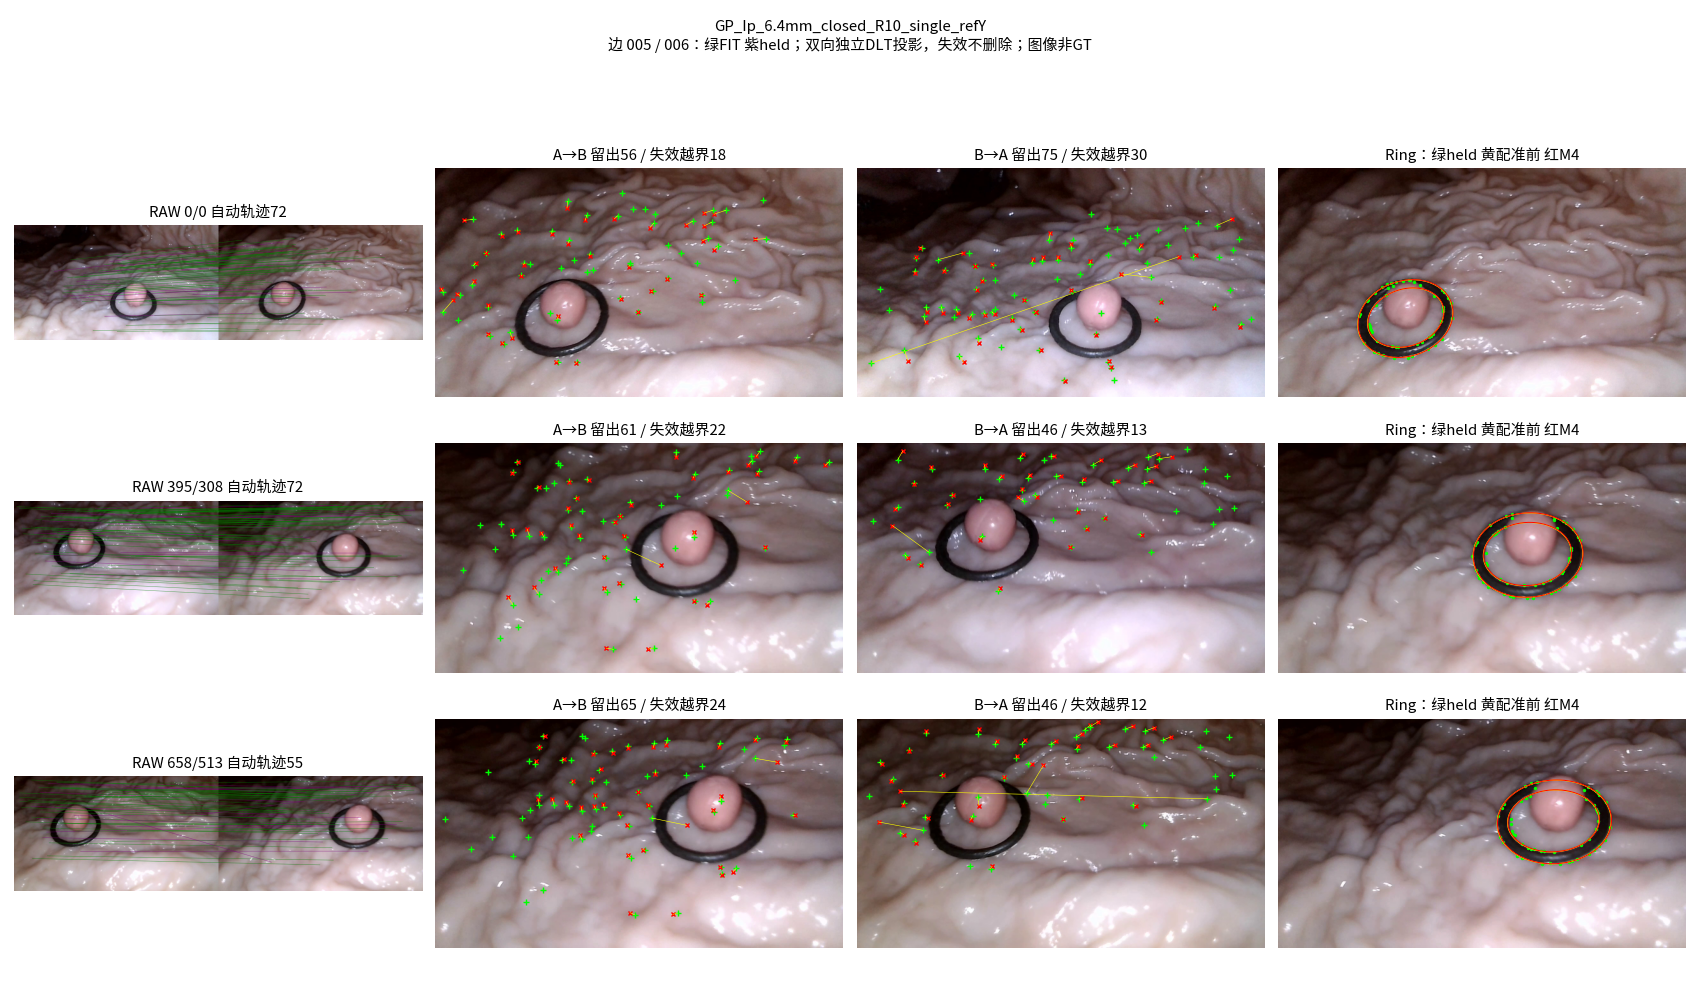 GP_Ip_6.4mm_closed_R10_single_refY
边 005 / 006：绿FIT 紫held；双向独立DLT投影，失效不删除；图像非GT
RAW 0/0 自动轨迹72
A→B 留出56 / 失效越界18
B→A 留出75 / 失效越界30
Ring：绿held 黄配准前 红M4
RAW 395/308 自动轨迹72
A→B 留出61 / 失效越界22
B→A 留出46 / 失效越界13
Ring：绿held 黄配准前 红M4
RAW 658/513 自动轨迹55
A→B 留出65 / 失效越界24
B→A 留出46 / 失效越界12
Ring：绿held 黄配准前 红M4